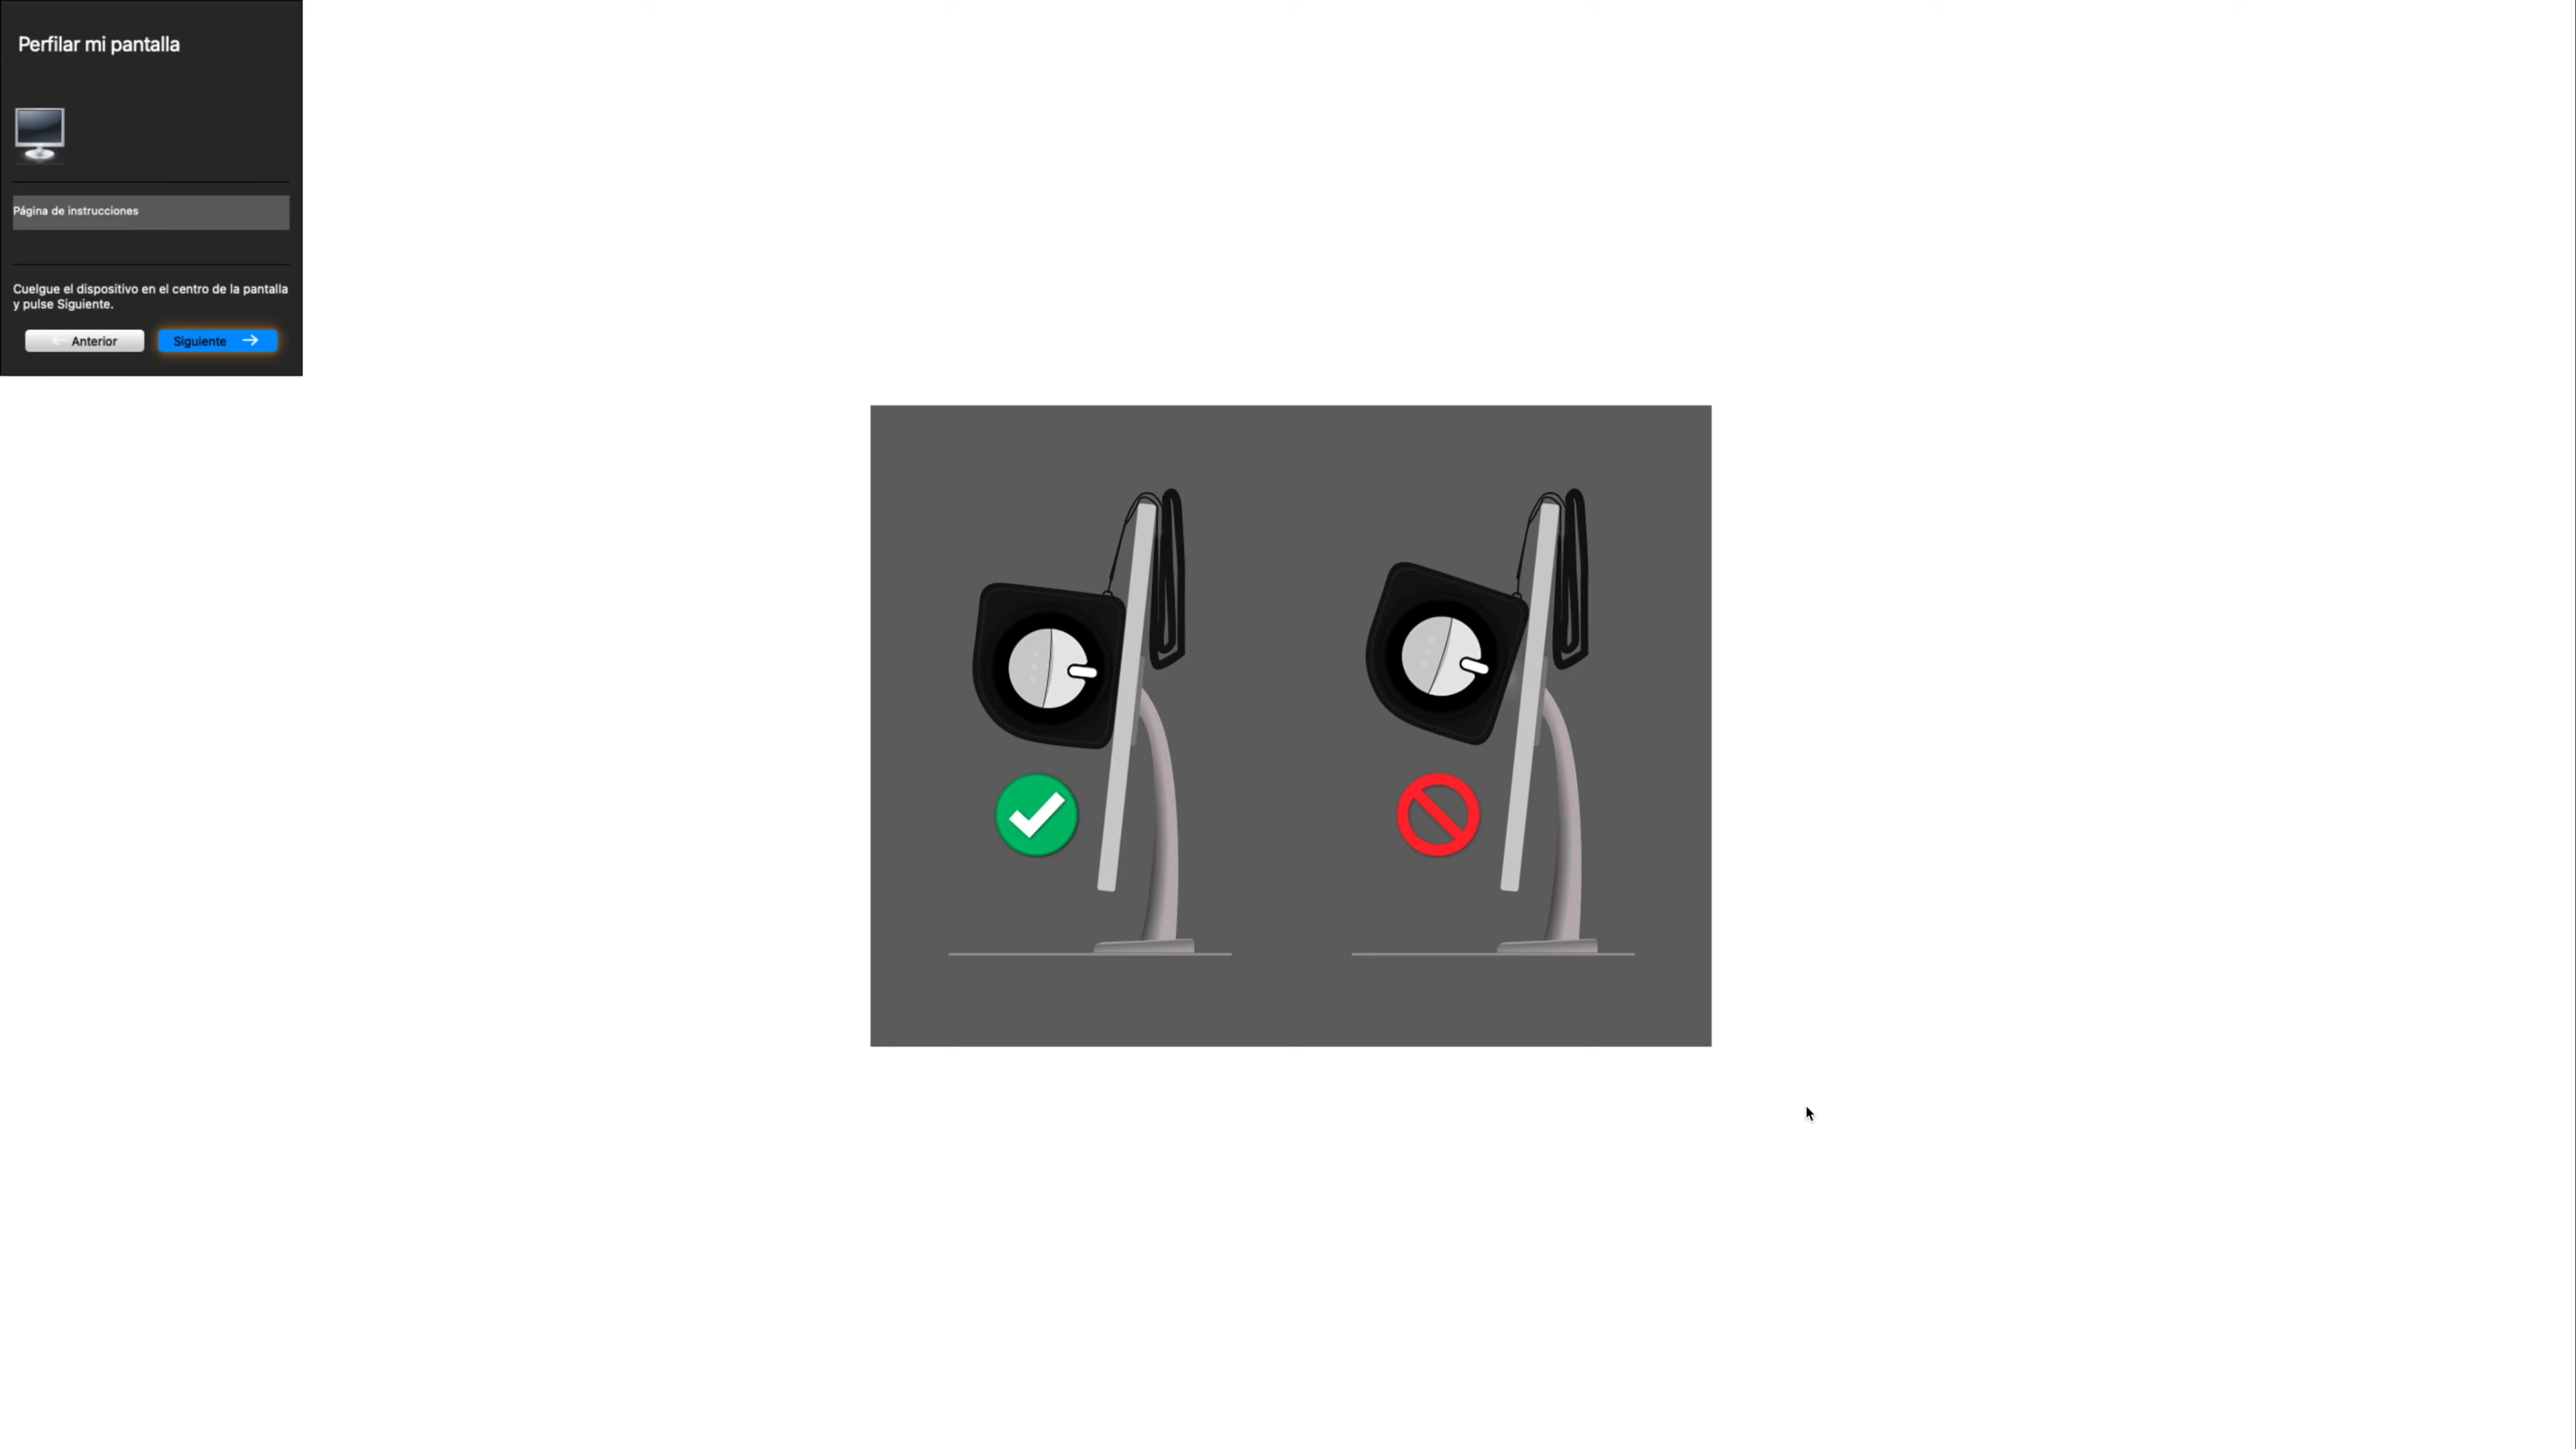 Perfilar mi pantalla
Página de instrucciones
Cuelgue el dispositivo en el centro de la pantalla
y pulse Siguiente.
Anterior
Siguiente